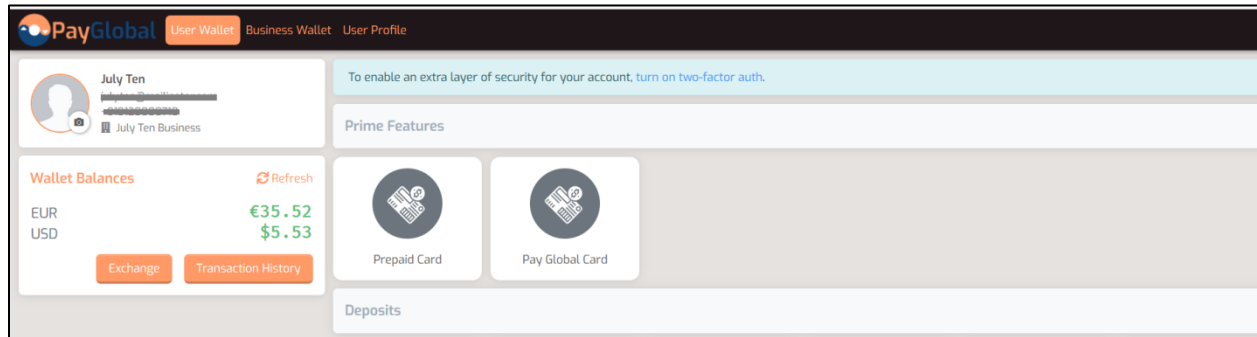 PayGlobal User Wallet Business Wallet User Profile
July Ten
July Ten Business
To enable an extra layer of security for your account, turn on two-factor auth.
Prime Features
Wallet Balances Refresh
EUR €35.52
USD $5.53
Exchange Transaction History
Prepaid Card Pay Global Card
Deposits